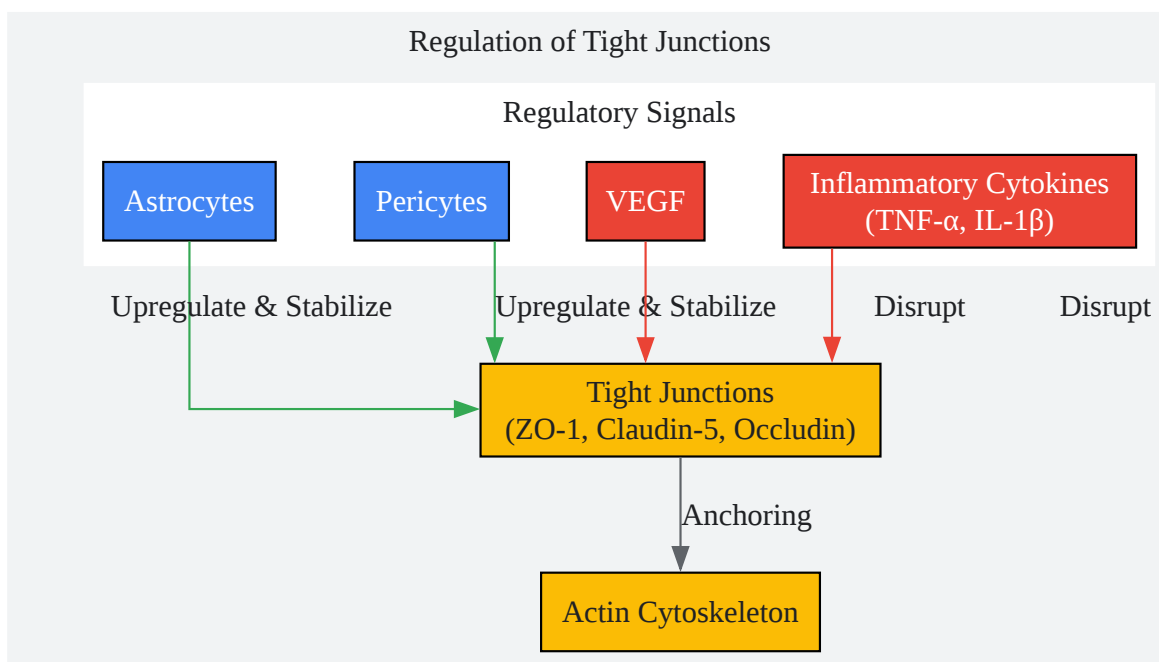 Regulation of Tight Junctions
Regulatory Signals
Astrocytes
Pericytes
VEGF
Inflammatory Cytokines
(TNF-α, IL-1β)
Upregulate & Stabilize
Upregulate & Stabilize
Disrupt
Disrupt
Tight Junctions
(ZO-1, Claudin-5, Occludin)
Anchoring
Actin Cytoskeleton